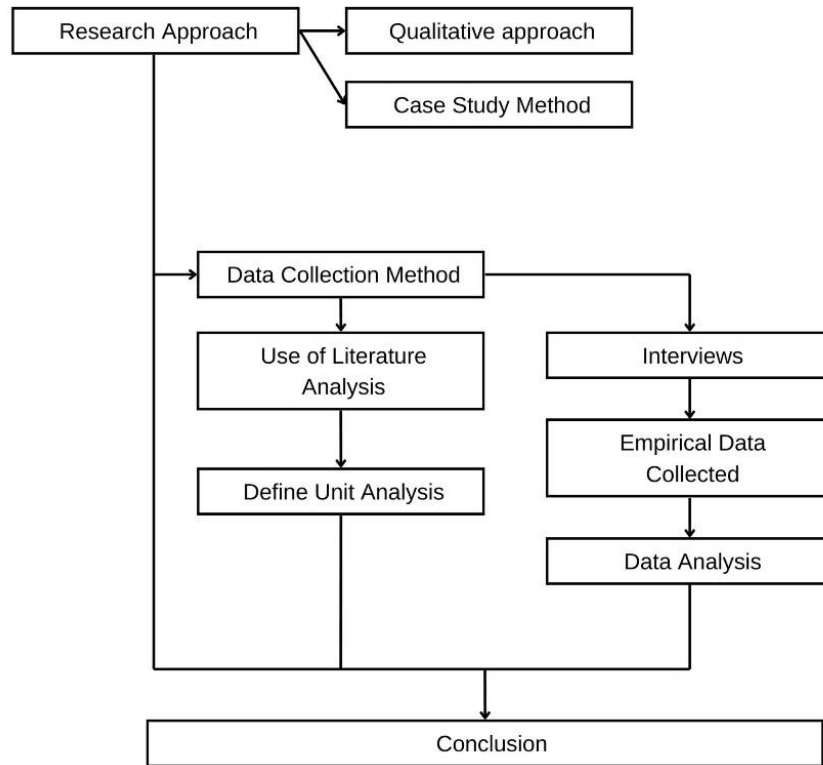 Research Approach
Qualitative approach
Case Study Method
Data Collection Method
Use of Literature
Analysis
Define Unit Analysis
Interviews
Empirical Data
Collected
Data Analysis
Conclusion